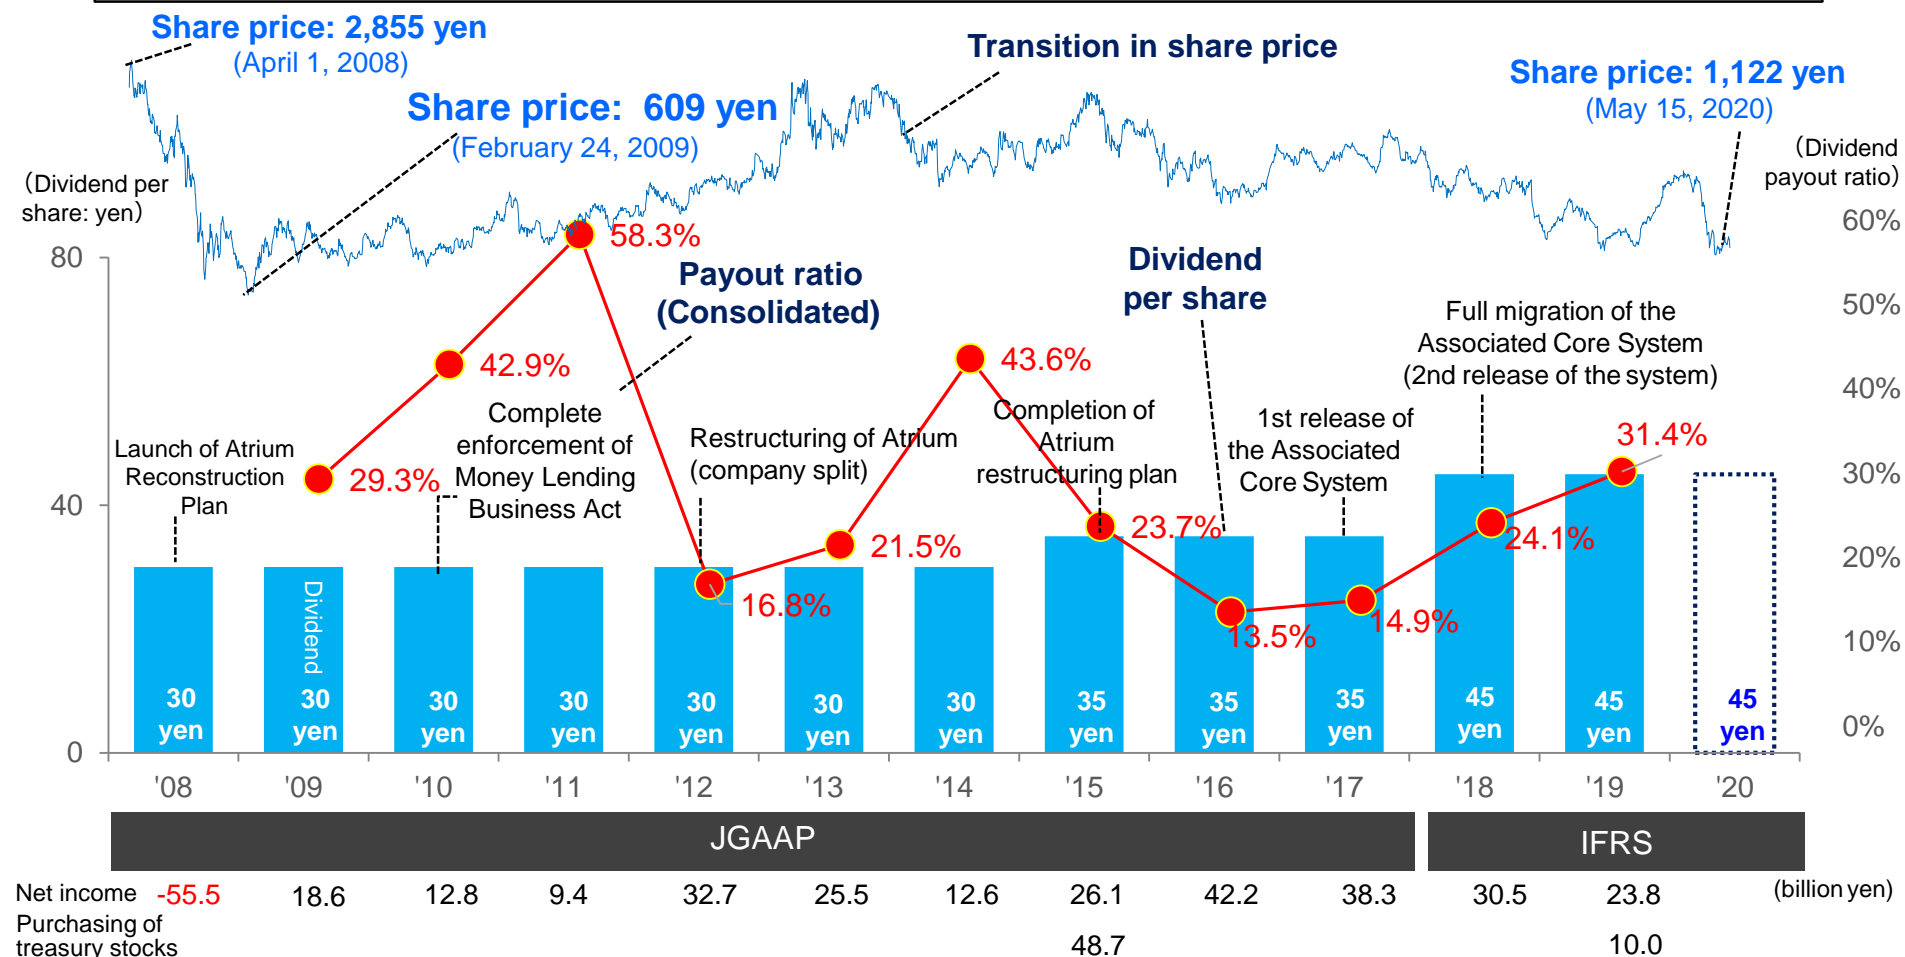 Share price: 2,855 yen
(April 1, 2008)
Transition in share price
Share price: 1,122 yen
(May 15, 2020)
Share price:  609 yen
(February 24, 2009)
（Dividend per
share: yen）
（Dividend
payout ratio）
80
40
0
60%
50%
40%
30%
20%
10%
0%
58.3%
Payout ratio
(Consolidated)
Dividend
per share
Full migration of the
Associated Core System
(2nd release of the system)
42.9%
43.6%
Complete
enforcement of
Money Lending
Business Act
Restructuring of Atrium
(company split)
Completion of
Atrium
restructuring plan
1st release of
the Associated
Core System
31.4%
Launch of Atrium
Reconstruction
Plan
29.3%
21.5%
23.7%
24.1%
16.8%
13.5%
14.9%
Dividend
30
yen
30
yen
30
yen
30
yen
30
yen
30
yen
30
yen
35
yen
35
yen
35
yen
45
yen
45
yen
45
yen
'08 '09 '10 '11 '12 '13 '14 '15 '16 '17 '18 '19 '20
JGAAP IFRS
Net income -55.5 18.6 12.8 9.4 32.7 25.5 12.6 26.1 42.2 38.3 30.5 23.8 (billion yen)
Purchasing of
treasury stocks 48.7 10.0